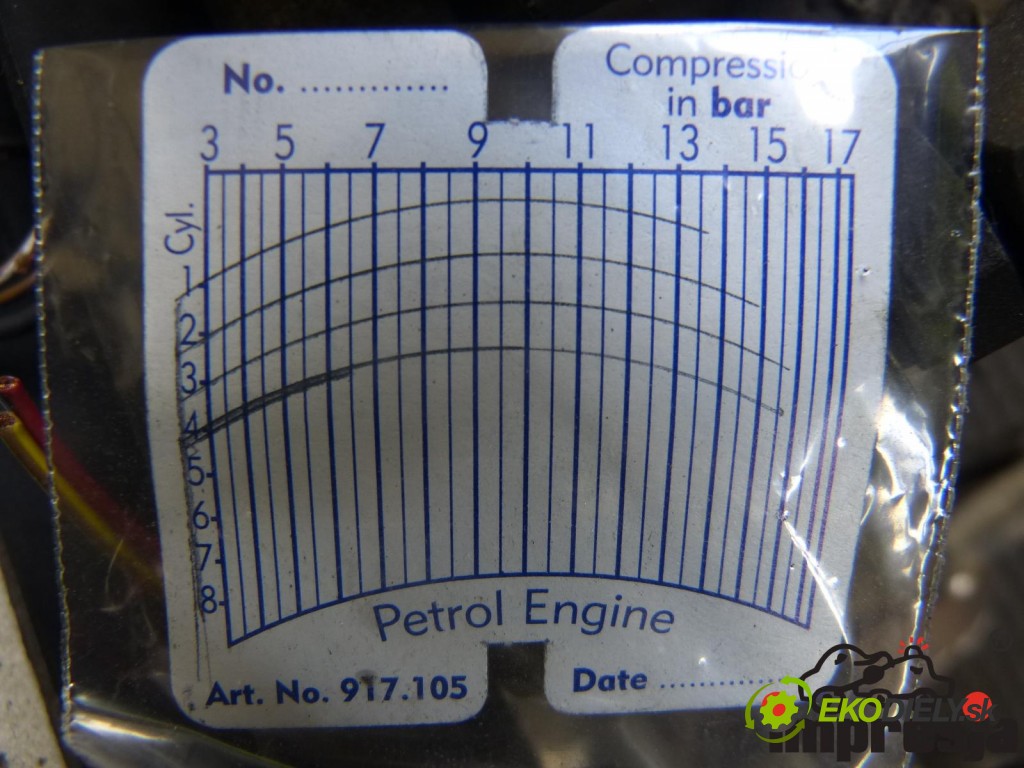 No. ................
Compressi
in bar
3 5 7 9 11 13 15 17
Cyl.
1
2
3
4
5
6
7
8
Petrol Engine
Art. No. 917.105
Date ............
EKODIELY.sk